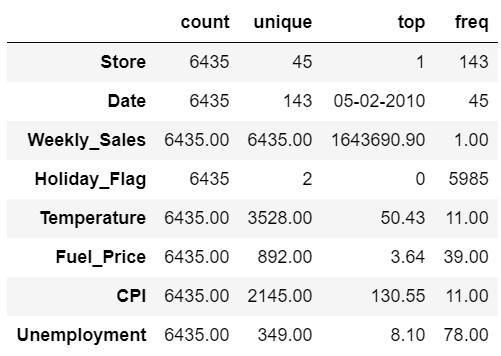 count unique top freq
Store 6435 45 1 143
Date 6435 143 05-02-2010 45
Weekly_Sales 6435.00 6435.00 1643690.90 1.00
Holiday_Flag 6435 2 0 5985
Temperature 6435.00 3528.00 50.43 11.00
Fuel_Price 6435.00 892.00 3.64 39.00
CPI 6435.00 2145.00 130.55 11.00
Unemployment 6435.00 349.00 8.10 78.00